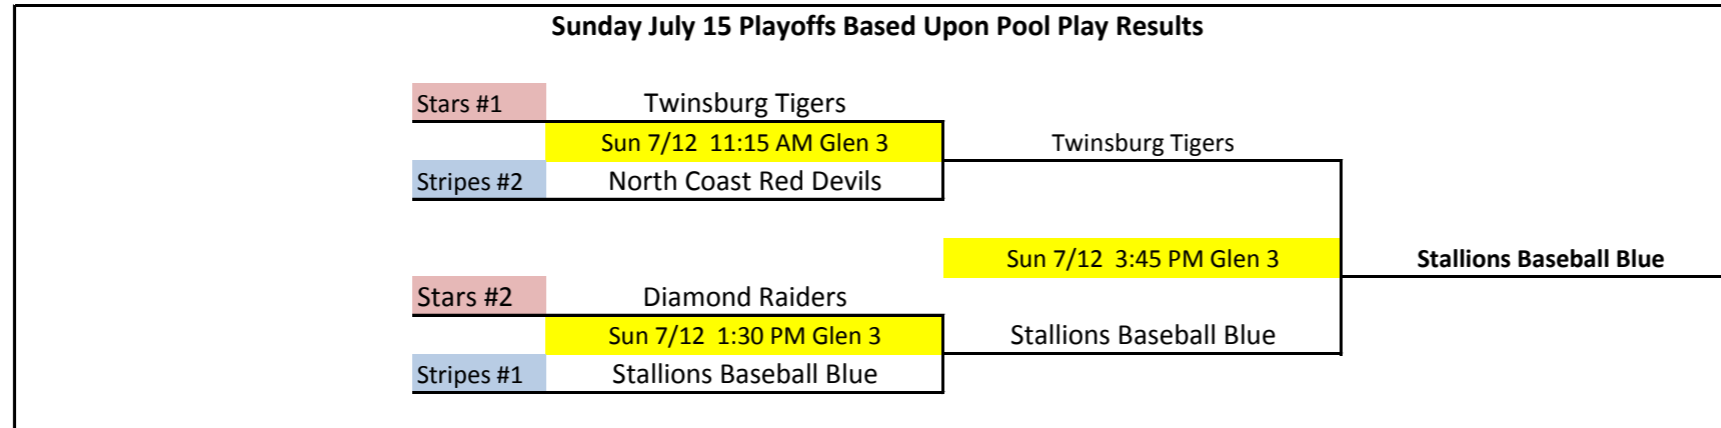 Sunday July 15 Playoffs Based Upon Pool Play Results
Stars #1 Twinsburg Tigers
Sun 7/12 11:15 AM Glen 3 Twinsburg Tigers
Stripes #2 North Coast Red Devils
Sun 7/12 3:45 PM Glen 3 Stallions Baseball Blue
Stars #2 Diamond Raiders
Sun 7/12 1:30 PM Glen 3 Stallions Baseball Blue
Stripes #1 Stallions Baseball Blue